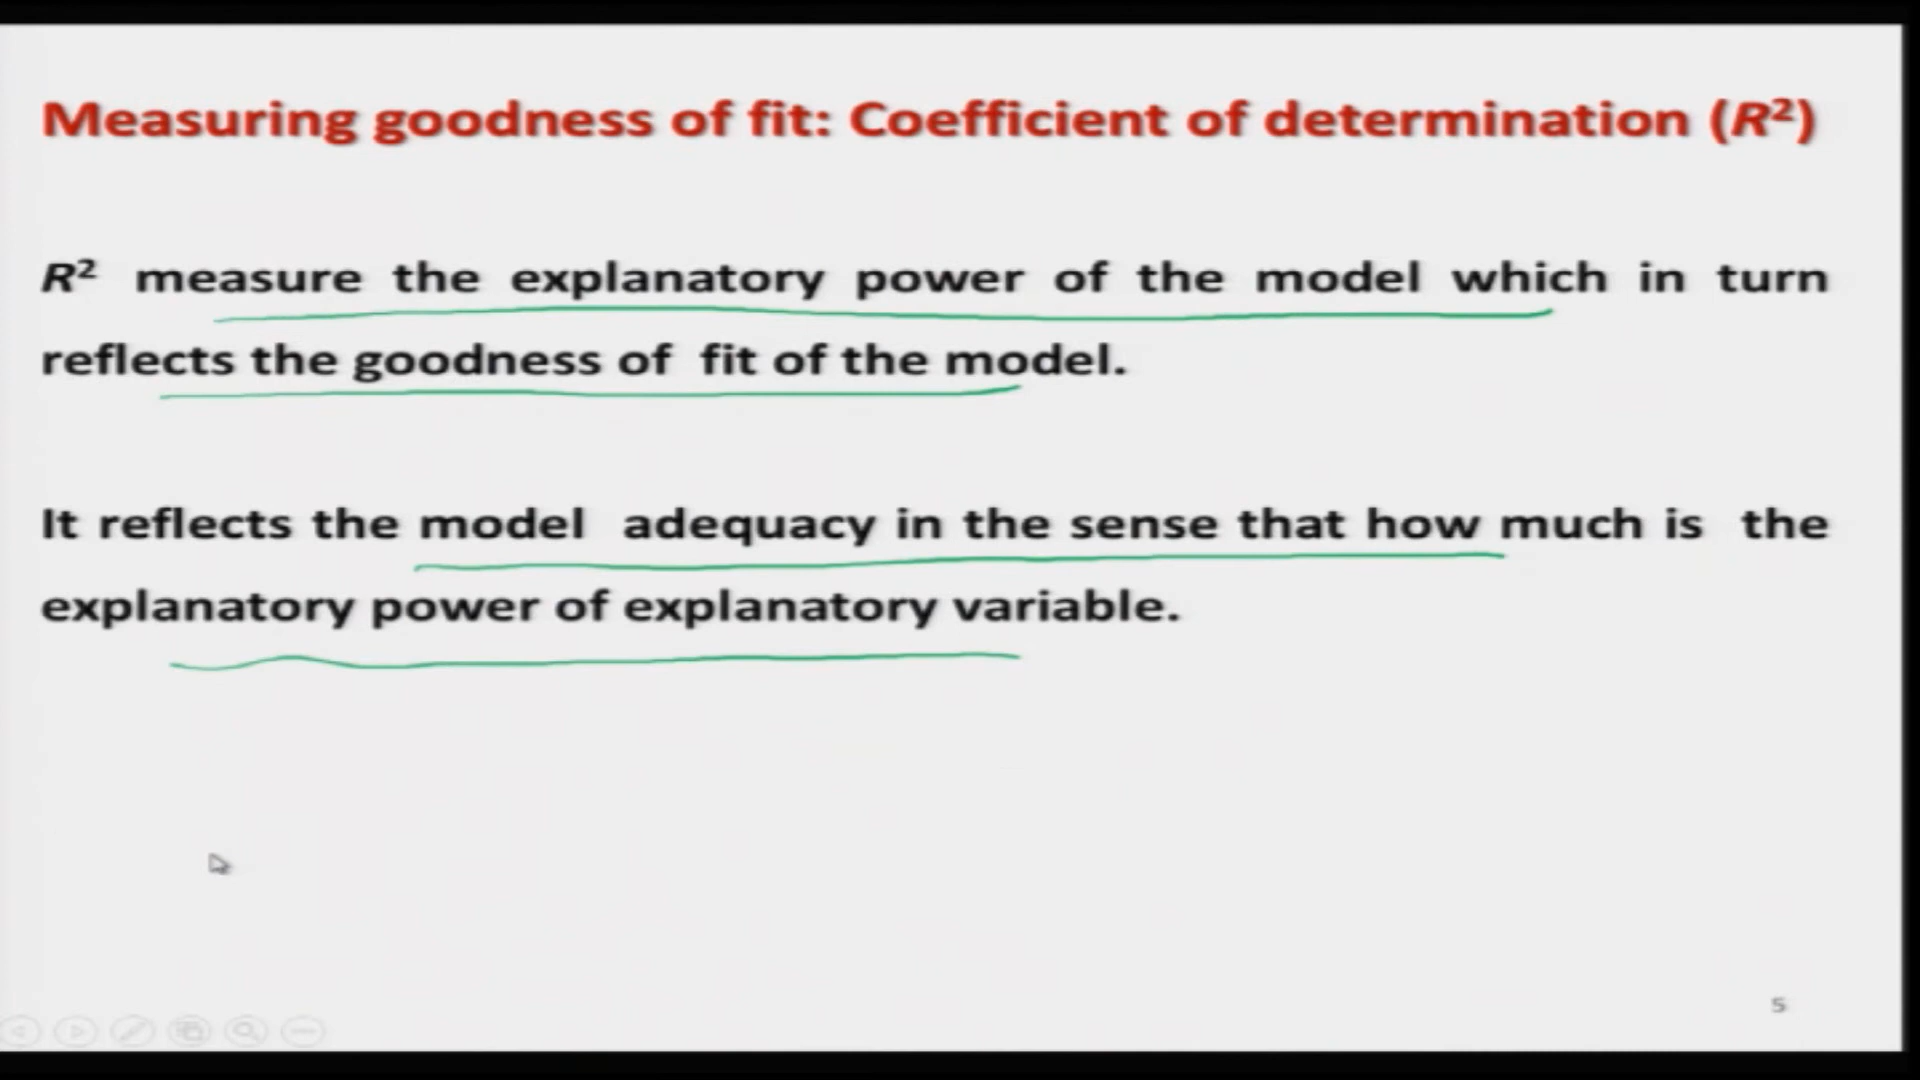 Measuring goodness of fit: Coefficient of determination (R²)
R² measure the explanatory power of the model which in turn
reflects the goodness of fit of the model.
It reflects the model adequacy in the sense that how much is the
explanatory power of explanatory variable.
5